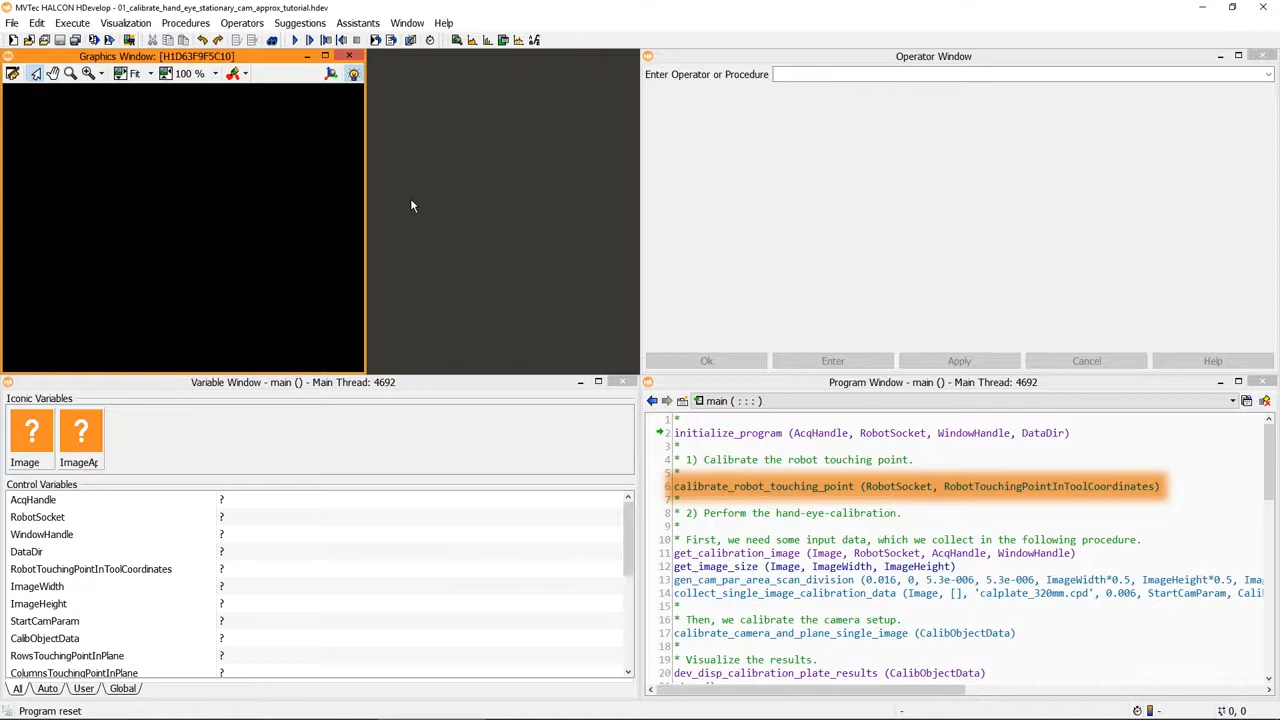 MVTec HALCON HDevelop - 01_calibrate_hand_eye_stationary_cam_approx_tutorial.hdev
File Edit Execute Visualization Procedures Operators Suggestions Assistants Window Help
Graphics Window: [H1D63F9F5C10]
Fit 100 %
Operator Window
Enter Operator or Procedure
Ok Enter Apply Cancel Help
Variable Window - main () - Main Thread: 4692
Iconic Variables
? ?
Image ImageAp
Control Variables
AcqHandle ?
RobotSocket ?
WindowHandle ?
DataDir ?
RobotTouchingPointInToolCoordinates ?
ImageWidth ?
ImageHeight ?
StartCamParam ?
CalibObjectData ?
RowsTouchingPointInPlane ?
ColumnsTouchingPointInPlane ?
All Auto User Global
Program Window - main () - Main Thread: 4692
main ( : : : )
1 *
2 initialize_program (AcqHandle, RobotSocket, WindowHandle, DataDir)
3 *
4 * 1) Calibrate the robot touching point.
5 *
6 calibrate_robot_touching_point (RobotSocket, RobotTouchingPointInToolCoordinates)
7 *
8 * 2) Perform the hand-eye-calibration.
9 *
10 * First, we need some input data, which we collect in the following procedure.
11 get_calibration_image (Image, RobotSocket, AcqHandle, WindowHandle)
12 get_image_size (Image, ImageWidth, ImageHeight)
13 gen_cam_par_area_scan_division (0.016, 0, 5.3e-006, 5.3e-006, ImageWidth*0.5, ImageHeight*0.5, Ima
14 collect_single_image_calibration_data (Image, [], 'calplate_320mm.cpd', 0.006, StartCamParam, Cali
15 *
16 * Then, we calibrate the camera setup.
17 calibrate_camera_and_plane_single_image (CalibObjectData)
18 *
19 * Visualize the results.
20 dev_disp_calibration_plate_results (CalibObjectData)
Program reset - - 0, 0